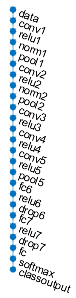 data
conv1
relu1
norm1
pool1
conv2
relu2
norm2
pool2
conv3
relu3
conv4
relu4
conv5
relu5
pool5
fc6
relu6
drop6
fc7
relu7
drop7
fc
softmax
classoutput